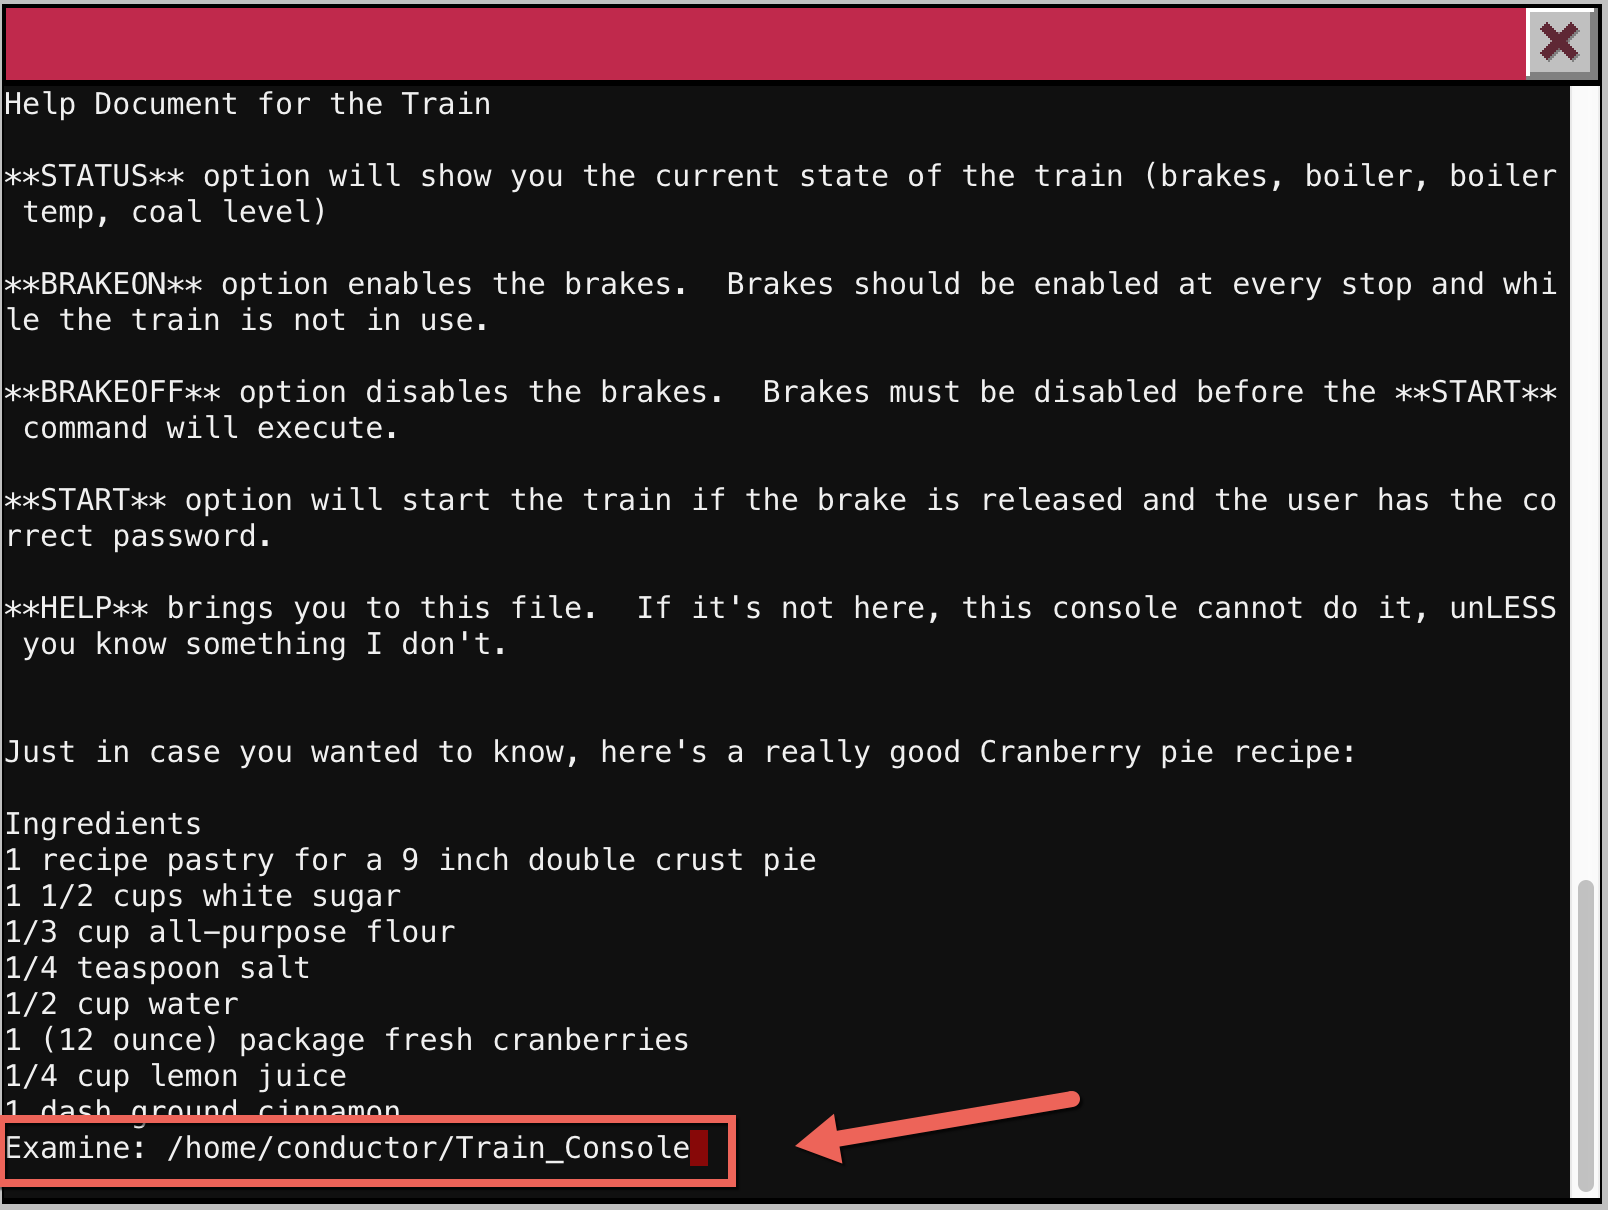 Help Document for the Train
**STATUS** option will show you the current state of the train (brakes, boiler, boiler
 temp, coal level)
**BRAKEON** option enables the brakes.  Brakes should be enabled at every stop and whi
le the train is not in use.
**BRAKEOFF** option disables the brakes.  Brakes must be disabled before the **START**
 command will execute.
**START** option will start the train if the brake is released and the user has the co
rrect password.
**HELP** brings you to this file.  If it's not here, this console cannot do it, unLESS
 you know something I don't.
Just in case you wanted to know, here's a really good Cranberry pie recipe:
Ingredients
1 recipe pastry for a 9 inch double crust pie
1 1/2 cups white sugar
1/3 cup all-purpose flour
1/4 teaspoon salt
1/2 cup water
1 (12 ounce) package fresh cranberries
1/4 cup lemon juice
1 dash ground cinnamon
Examine: /home/conductor/Train_Console